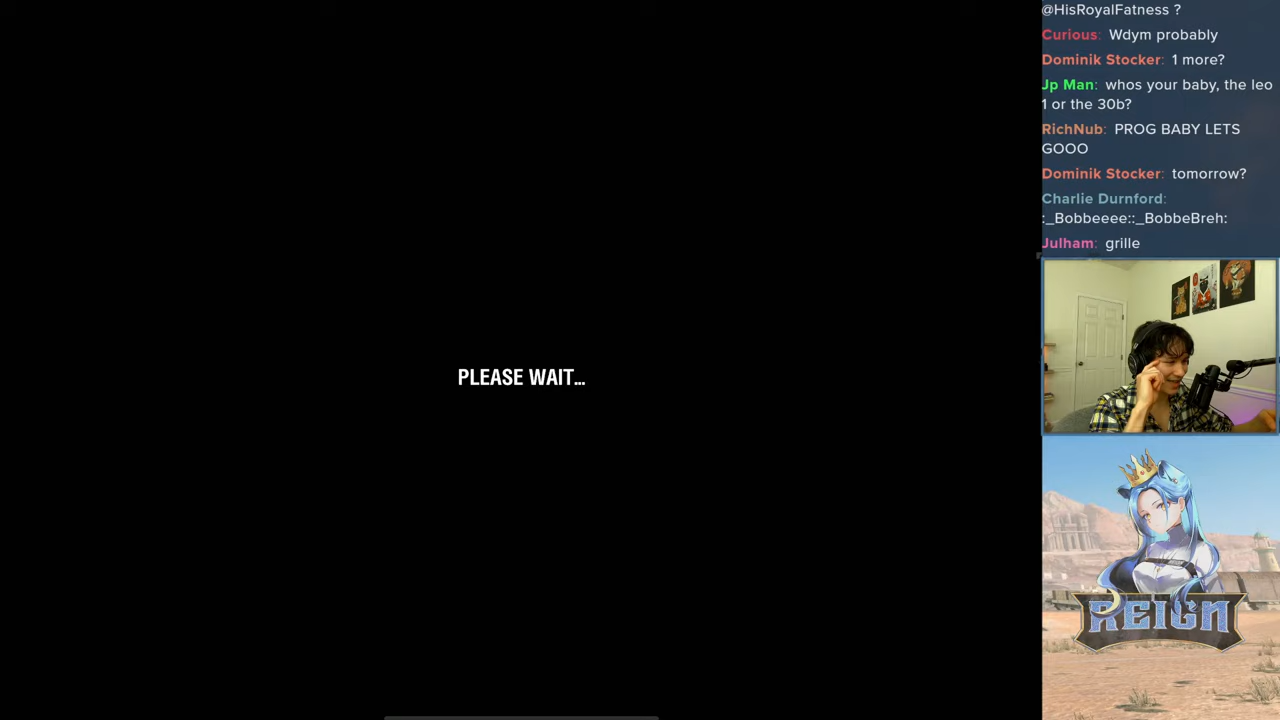 @HisRoyalFatness ?
Curious: Wdym probably
Dominik Stocker: 1 more?
Jp Man: whos your baby, the leo
1 or the 30b?
RichNub: PROG BABY LETS
GOOO
Dominik Stocker: tomorrow?
Charlie Durnford:
:_Bobbeeee::_BobbeBreh:
Julham: grille
PLEASE WAIT...
REIGN